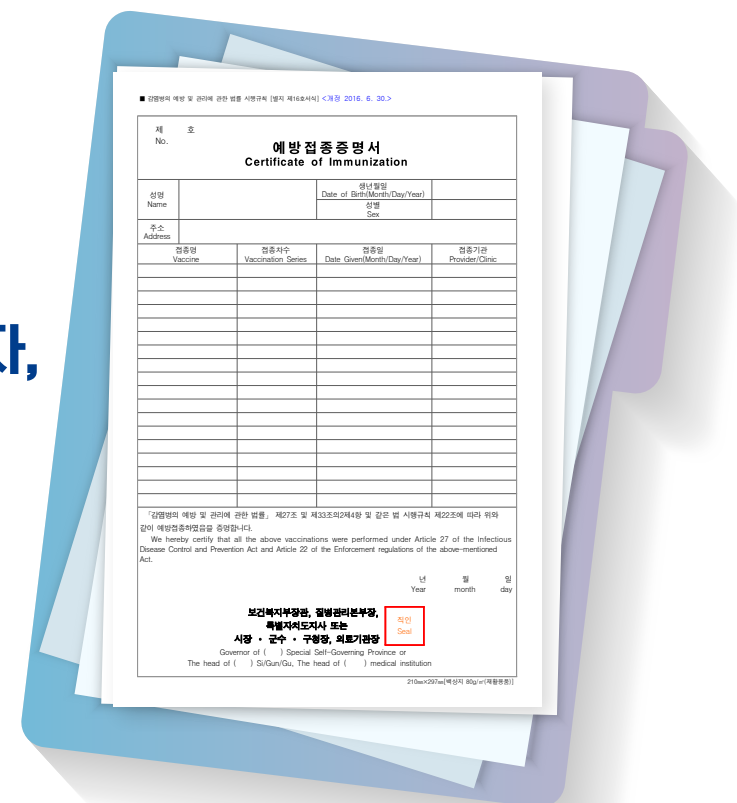 ■ 감염병의 예방 및 관리에 관한 법률 시행규칙 [별지 제16호서식] <개정 2016. 6. 30.>
제 호
No.
예방접종증명서
Certificate of Immunization
성명
Name
생년월일
Date of Birth(Month/Day/Year)
성별
Sex
주소
Address
접종명
Vaccine
접종차수
Vaccination Series
접종일
Date Given(Month/Day/Year)
접종기관
Provider/Clinic
「감염병의 예방 및 관리에 관한 법률」 제27조 및 제33조의2제4항 및 같은 법 시행규칙 제22조에 따라 위와
같이 예방접종하였음을 증명합니다.
We hereby certify that all the above vaccinations were performed under Article 27 of the Infectious
Disease Control and Prevention Act and Article 22 of the Enforcement regulations of the above-mentioned
Act.
년 월 일
Year month day
보건복지부장관, 질병관리본부장,
특별자치도지사 또는
시장 · 군수 · 구청장, 의료기관장
직인
Seal
Governor of ( ) Special Self-Governing Province or
The head of ( ) Si/Gun/Gu, The head of ( ) medical institution
210㎜×297㎜[백상지 80g/㎡(재활용품)]